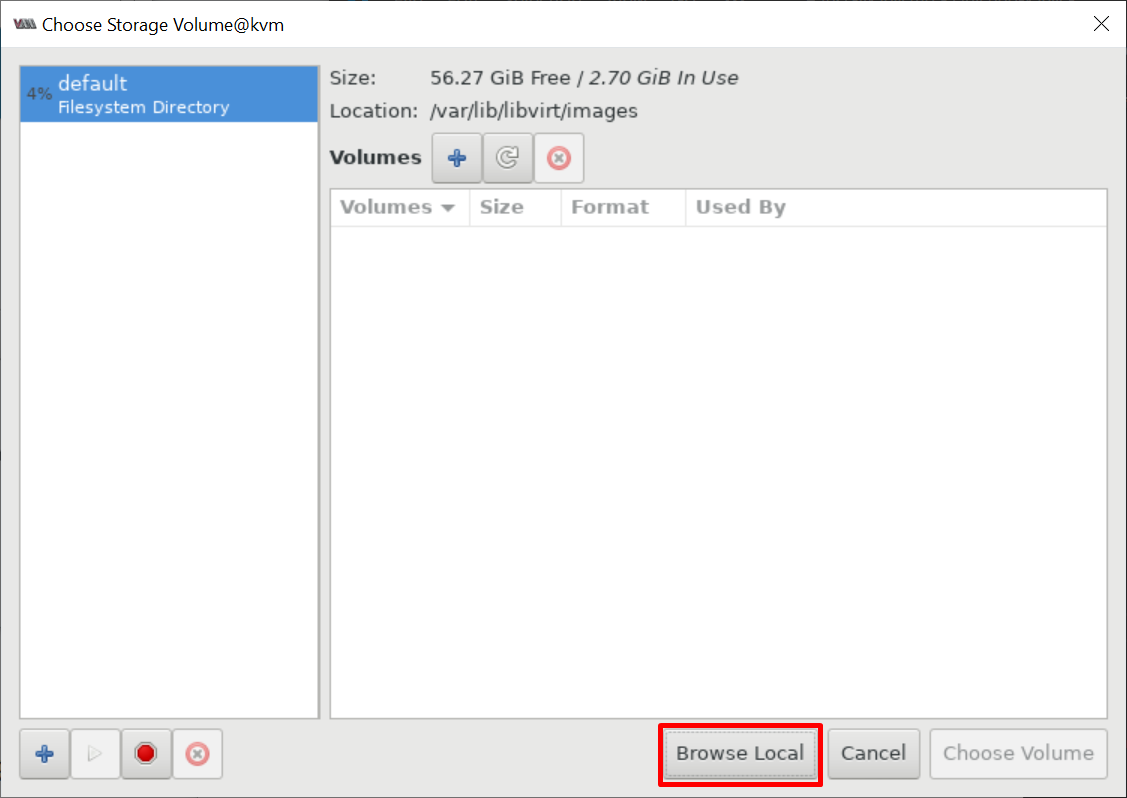 Choose Storage Volume@kvm
4% default
Filesystem Directory
Size: 56.27 GiB Free / 2.70 GiB In Use
Location: /var/lib/libvirt/images
Volumes
Volumes Size Format Used By
Browse Local Cancel Choose Volume